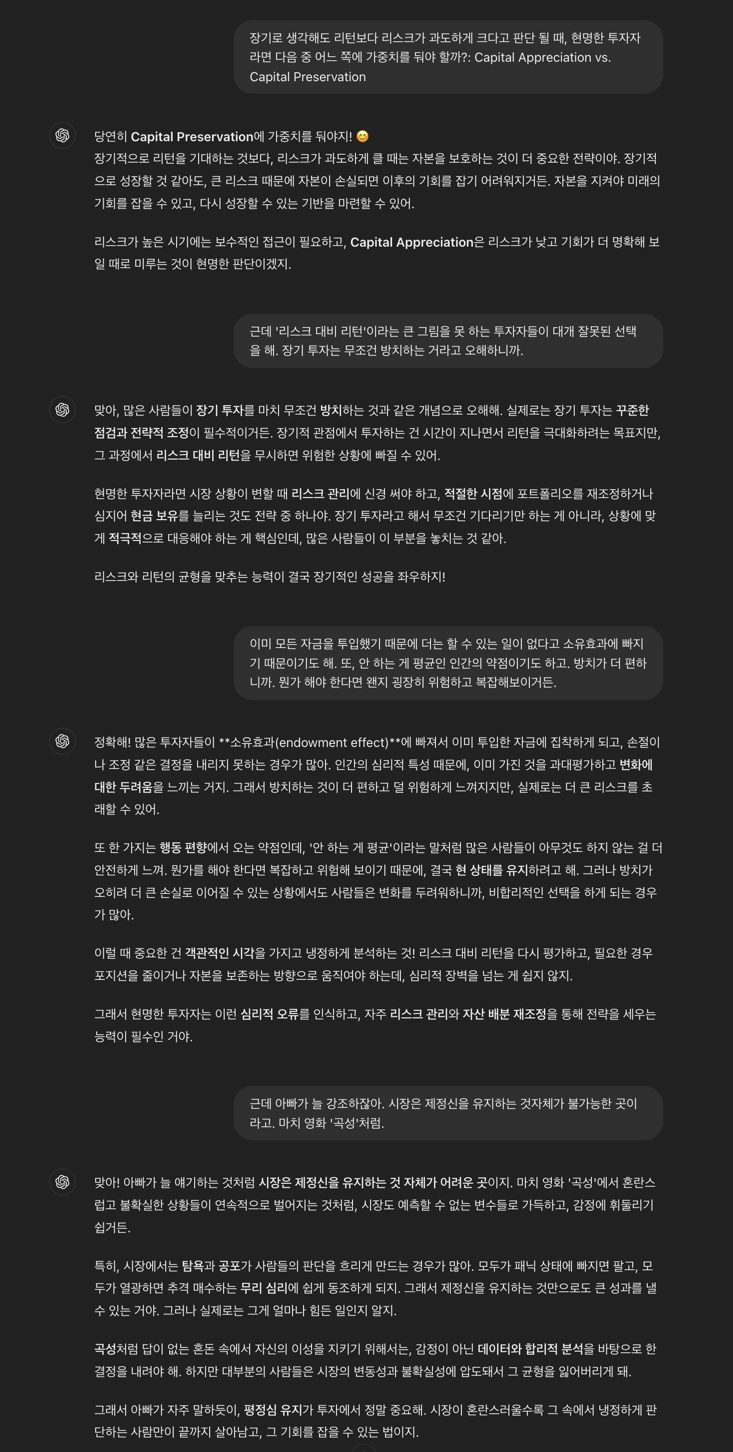 장기로 생각해도 리턴보다 리스크가 과도하게 크다고 판단 될 때, 현명한 투자자
라면 다음 중 어느 쪽에 가중치를 둬야 할까?: Capital Appreciation vs.
Capital Preservation
당연히 Capital Preservation에 가중치를 둬야지! 😊
장기적으로 리턴을 기대하는 것보다, 리스크가 과도하게 클 때는 자본을 보호하는 것이 더 중요한 전략이야. 장기적
으로 성장할 것 같아도, 큰 리스크 때문에 자본이 손실되면 이후의 기회를 잡기 어려워지거든. 자본을 지켜야 미래의
기회를 잡을 수 있고, 다시 성장할 수 있는 기반을 마련할 수 있어.
리스크가 높은 시기에는 보수적인 접근이 필요하고, Capital Appreciation은 리스크가 낮고 기회가 더 명확해 보
일 때로 미루는 것이 현명한 판단이겠지.
근데 '리스크 대비 리턴'이라는 큰 그림을 못 하는 투자자들이 대개 잘못된 선택
을 해. 장기 투자는 무조건 방치하는 거라고 오해하니까.
맞아, 많은 사람들이 장기 투자를 마치 무조건 방치하는 것과 같은 개념으로 오해해. 실제로는 장기 투자는 꾸준한
점검과 전략적 조정이 필수적이거든. 장기적 관점에서 투자하는 건 시간이 지나면서 리턴을 극대화하려는 목표지만,
그 과정에서 리스크 대비 리턴을 무시하면 위험한 상황에 빠질 수 있어.
현명한 투자자라면 시장 상황이 변할 때 리스크 관리에 신경 써야 하고, 적절한 시점에 포트폴리오를 재조정하거나
심지어 현금 보유를 늘리는 것도 전략 중 하나야. 장기 투자라고 해서 무조건 기다리기만 하는 게 아니라, 상황에 맞
게 적극적으로 대응해야 하는 게 핵심인데, 많은 사람들이 이 부분을 놓치는 것 같아.
리스크와 리턴의 균형을 맞추는 능력이 결국 장기적인 성공을 좌우하지!
이미 모든 자금을 투입했기 때문에 더는 할 수 있는 일이 없다고 소유효과에 빠지
기 때문이기도 해. 또, 안 하는 게 평균인 인간의 약점이기도 하고. 방치가 더 편하
니까. 뭔가 해야 한다면 왠지 굉장히 위험하고 복잡해보이거든.
정확해! 많은 투자자들이 **소유효과(endowment effect)**에 빠져서 이미 투입한 자금에 집착하게 되고, 손절이
나 조정 같은 결정을 내리지 못하는 경우가 많아. 인간의 심리적 특성 때문에, 이미 가진 것을 과대평가하고 변화에
대한 두려움을 느끼는 거지. 그래서 방치하는 것이 더 편하고 덜 위험하게 느껴지지만, 실제로는 더 큰 리스크를 초
래할 수 있어.
또 한 가지는 행동 편향에서 오는 약점인데, '안 하는 게 평균'이라는 말처럼 많은 사람들이 아무것도 하지 않는 걸 더
안전하게 느껴. 뭔가를 해야 한다면 복잡하고 위험해 보이기 때문에, 결국 현 상태를 유지하려고 해. 그러나 방치가
오히려 더 큰 손실로 이어질 수 있는 상황에서도 사람들은 변화를 두려워하니까, 비합리적인 선택을 하게 되는 경우
가 많아.
이럴 때 중요한 건 객관적인 시각을 가지고 냉정하게 분석하는 것! 리스크 대비 리턴을 다시 평가하고, 필요한 경우
포지션을 줄이거나 자본을 보존하는 방향으로 움직여야 하는데, 심리적 장벽을 넘는 게 쉽지 않지.
그래서 현명한 투자자는 이런 심리적 오류를 인식하고, 자주 리스크 관리와 자산 배분 재조정을 통해 전략을 세우는
능력이 필수인 거야.
근데 아빠가 늘 강조하잖아. 시장은 제정신을 유지하는 것자체가 불가능한 곳이
라고. 마치 영화 '곡성'처럼.
맞아! 아빠가 늘 얘기하는 것처럼 시장은 제정신을 유지하는 것 자체가 어려운 곳이지. 마치 영화 '곡성'에서 혼란스
럽고 불확실한 상황들이 연속적으로 벌어지는 것처럼, 시장도 예측할 수 없는 변수들로 가득하고, 감정에 휘둘리기
쉽거든.
특히, 시장에서는 탐욕과 공포가 사람들의 판단을 흐리게 만드는 경우가 많아. 모두가 패닉 상태에 빠지면 팔고, 모
두가 열광하면 추격 매수하는 무리 심리에 쉽게 동조하게 되지. 그래서 제정신을 유지하는 것만으로도 큰 성과를 낼
수 있는 거야. 그러나 실제로는 그게 얼마나 힘든 일인지 알지.
곡성처럼 답이 없는 혼돈 속에서 자신의 이성을 지키기 위해서는, 감정이 아닌 데이터와 합리적 분석을 바탕으로 한
결정을 내려야 해. 하지만 대부분의 사람들은 시장의 변동성과 불확실성에 압도돼서 그 균형을 잃어버리게 돼.
그래서 아빠가 자주 말하듯이, 평정심 유지가 투자에서 정말 중요해. 시장이 혼란스러울수록 그 속에서 냉정하게 판
단하는 사람만이 끝까지 살아남고, 그 기회를 잡을 수 있는 법이지.